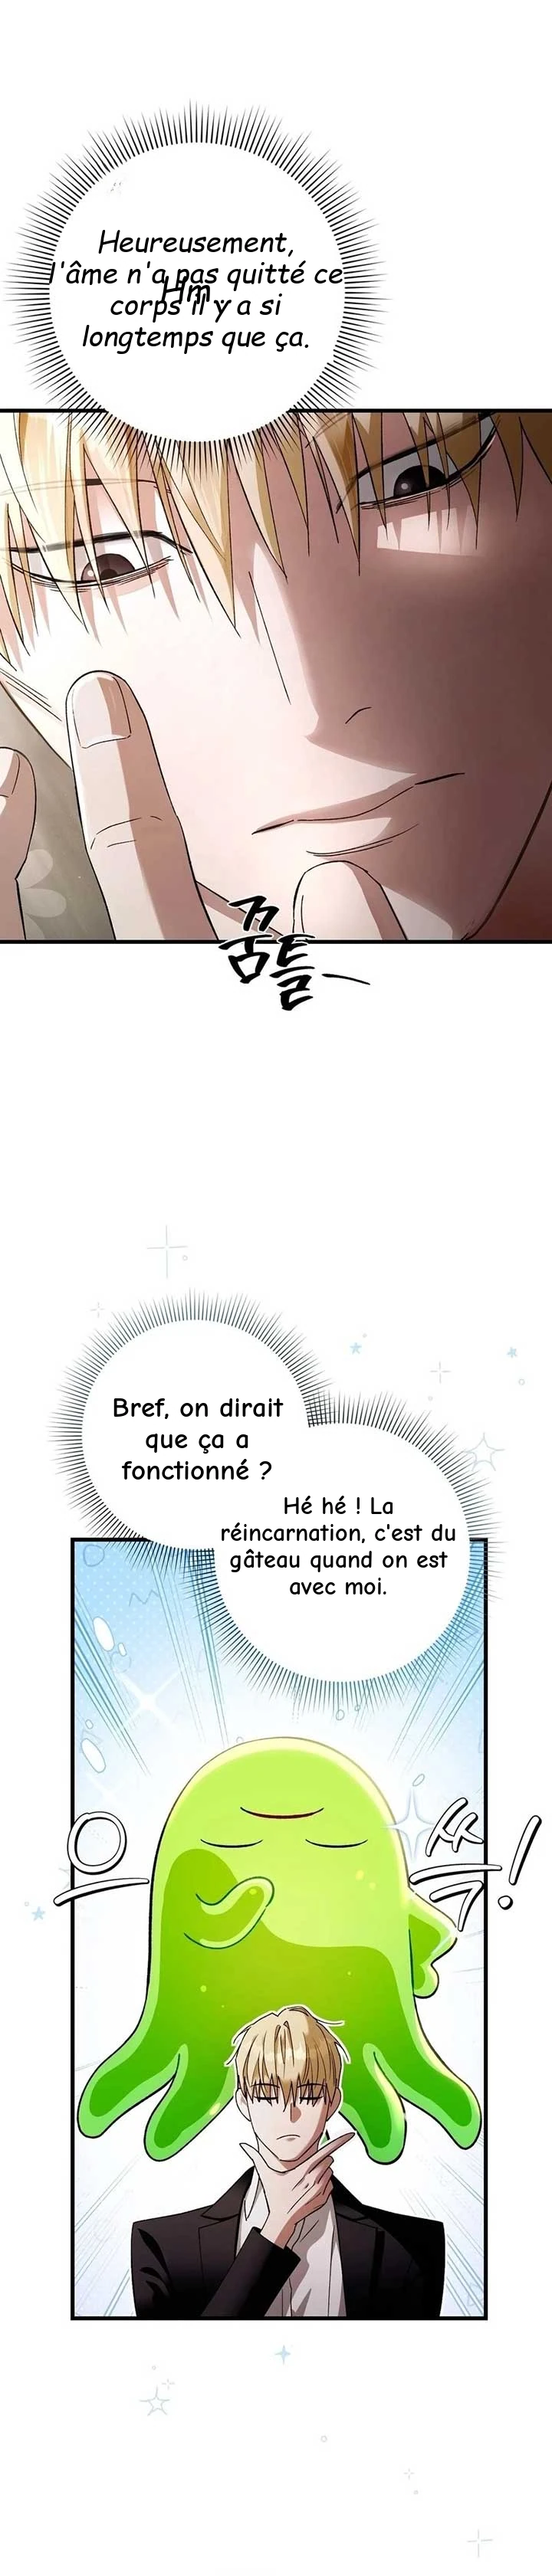 Heureusement,
l'âme n'a pas quitté ce
Hm.
corps il y a si
longtemps que ça.
꿈틀
Bref, on dirait
que ça a
fonctionné ?
Hé hé ! La
réincarnation, c'est du
gâteau quand on est
avec moi.
으쓱!